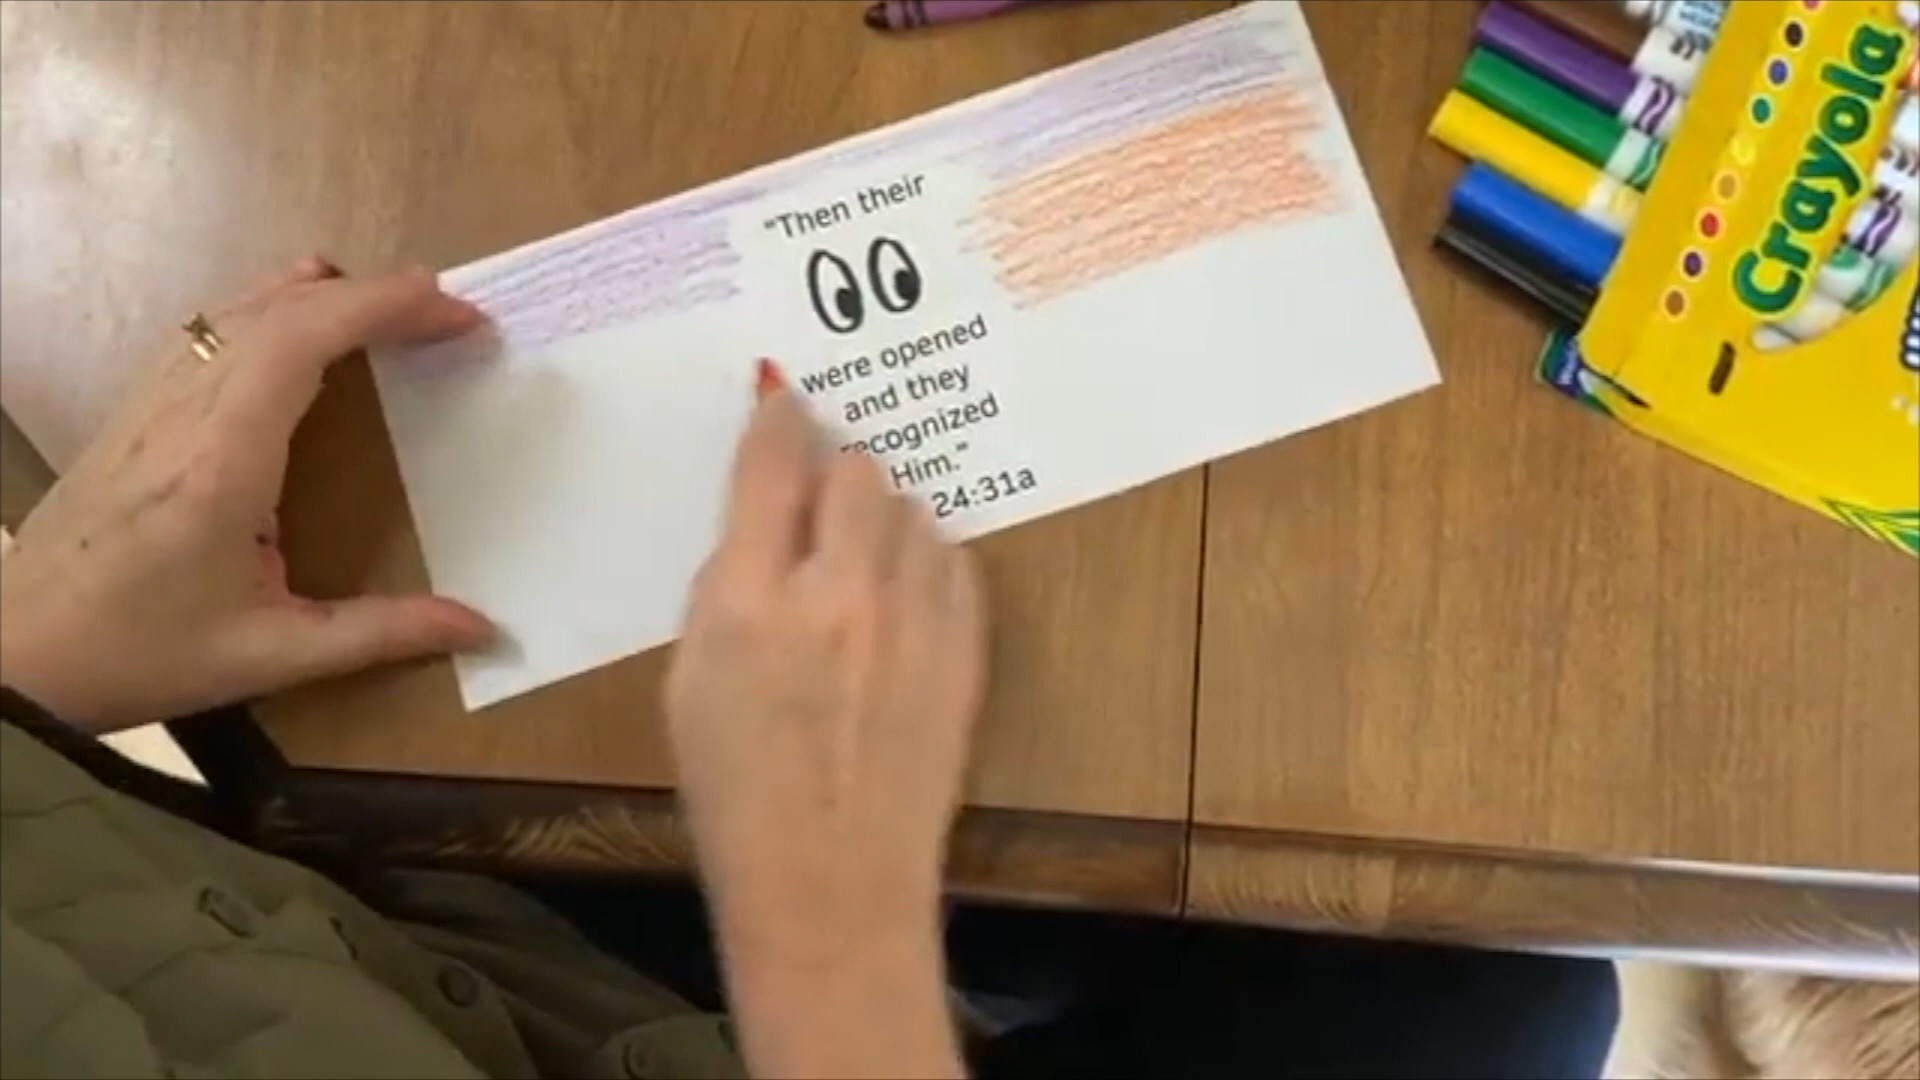 "Then their
were opened
and they
recognized
Him."
24:31a
Crayola